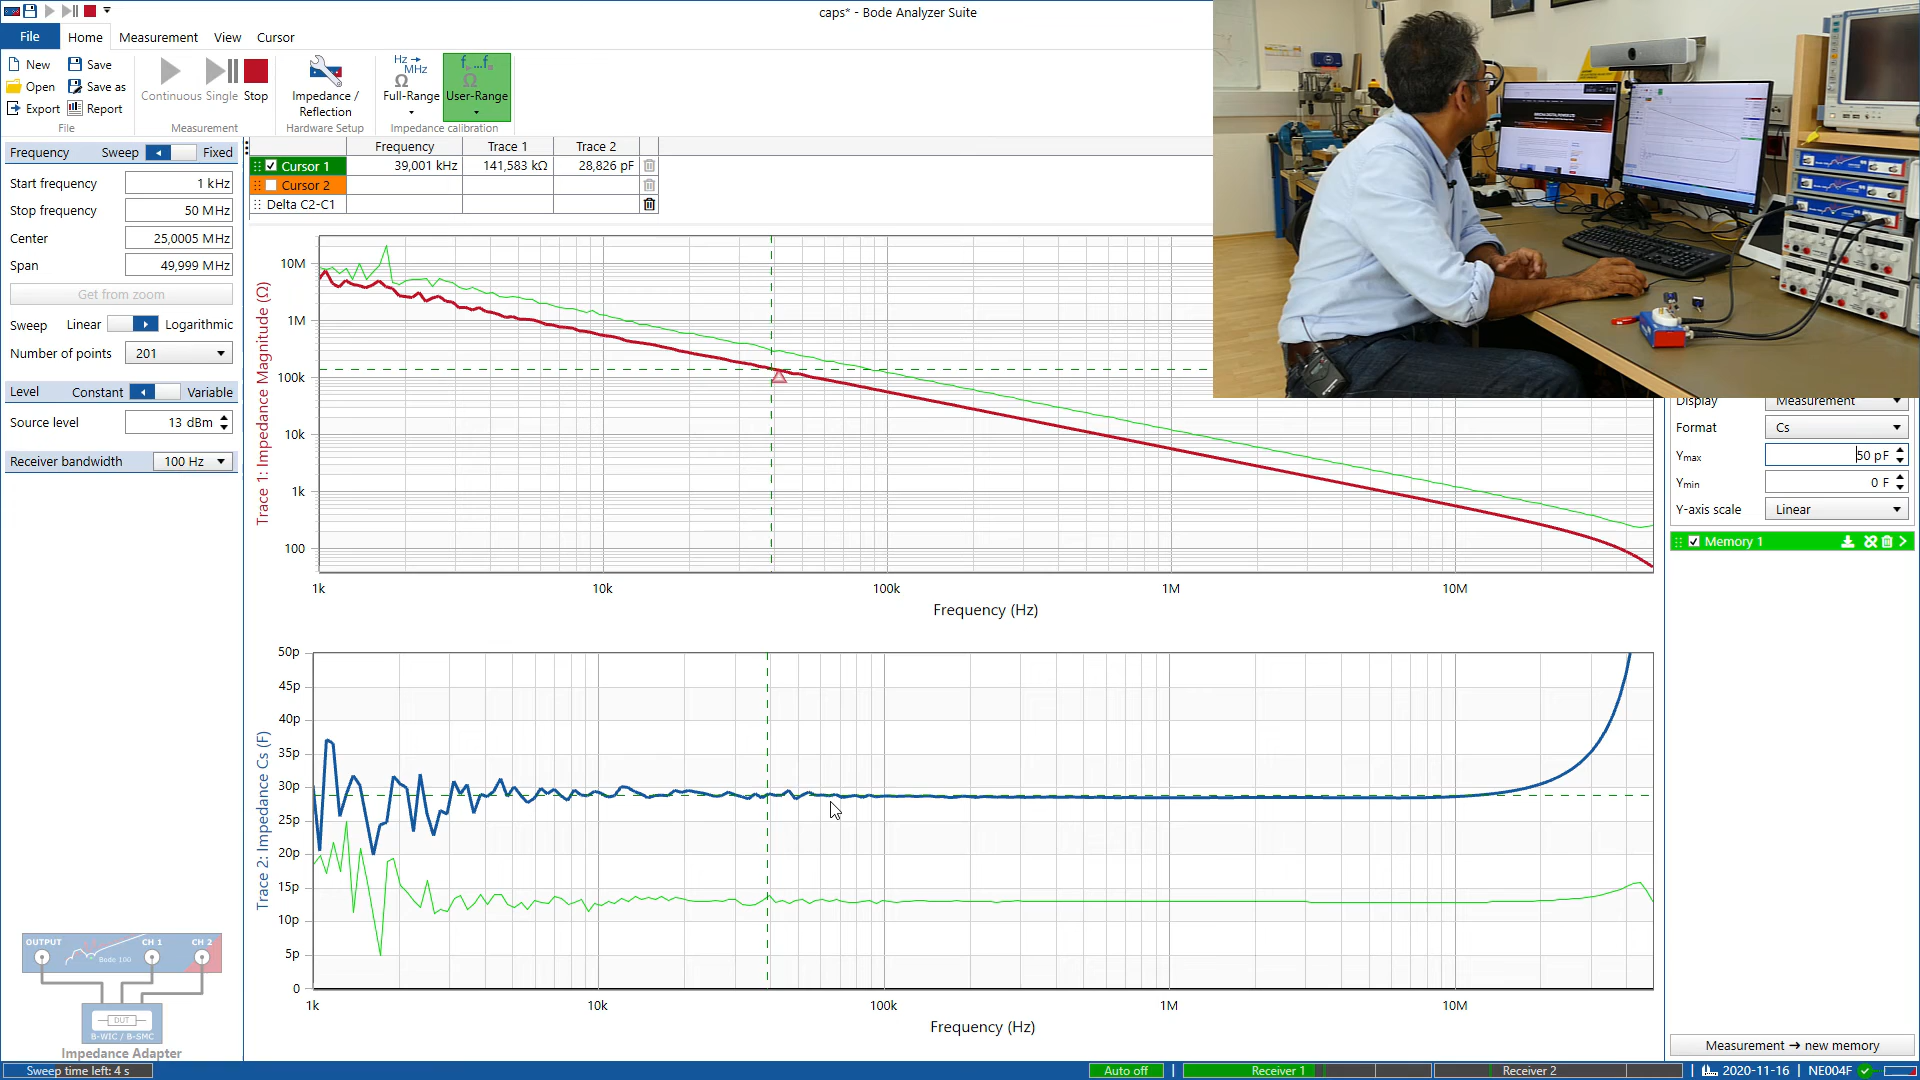 caps* - Bode Analyzer Suite
File
Home
Measurement
View
Cursor
New
Save
Open
Save as
Export
Report
File
Continuous
Single
Stop
Measurement
Impedance /
Reflection
Hardware Setup
Hz →
MHz
Ω
Full-Range
f...f
Ω
User-Range
Impedance calibration
Frequency
Sweep
Fixed
Start frequency
1 kHz
Stop frequency
50 MHz
Center
25,0005 MHz
Span
49,999 MHz
Get from zoom
Sweep
Linear
Logarithmic
Number of points
201
Level
Constant
Variable
Source level
13 dBm
Receiver bandwidth
100 Hz
Frequency
Trace 1
Trace 2
Cursor 1
39,001 kHz
141,583 kΩ
28,826 pF
Cursor 2
Delta C2-C1
Trace 1: Impedance Magnitude (Ω)
10M
1M
100k
10k
1k
100
1k
10k
100k
1M
10M
Frequency (Hz)
Trace 2: Impedance Cs (F)
50p
45p
40p
35p
30p
25p
20p
15p
10p
5p
0
1k
10k
100k
1M
10M
Frequency (Hz)
Display
Measurement
Format
Cs
Ymax
50 pF
Ymin
0 F
Y-axis scale
Linear
Memory 1
Measurement → new memory
OUTPUT
CH 1
CH 2
Bode 100
DUT
B-WIC / B-SMC
Impedance Adapter
Sweep time left: 4 s
Auto off
Receiver 1
Receiver 2
2020-11-16
NE004F